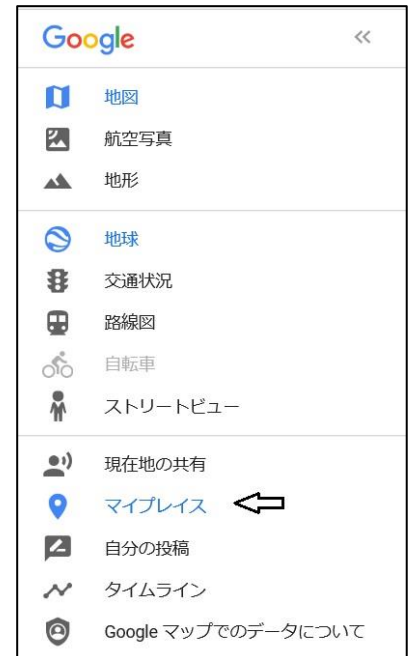 Google
地図
航空写真
地形
地球
交通状況
路線図
自転車
ストリートビュー
現在地の共有
マイプレイス
自分の投稿
タイムライン
Google マップでのデータについて